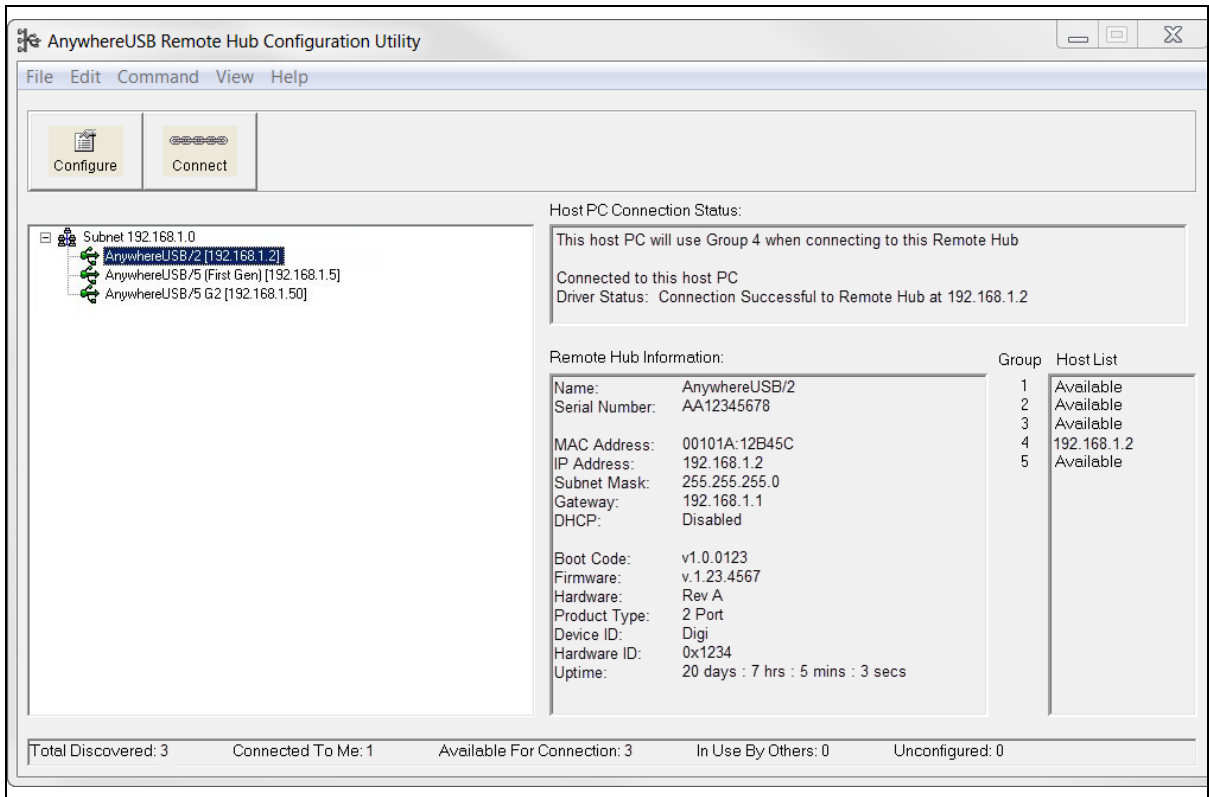 AnywhereUSB Remote Hub Configuration Utility
File Edit Command View Help
Configure Connect
Subnet 192.168.1.0
AnywhereUSB/2 [192.168.1.2]
AnywhereUSB/5 (First Gen) [192.168.1.5]
AnywhereUSB/5 G2 [192.168.1.50]
Host PC Connection Status:
This host PC will use Group 4 when connecting to this Remote Hub
Connected to this host PC
Driver Status: Connection Successful to Remote Hub at 192.168.1.2
Remote Hub Information:
Name: AnywhereUSB/2
Serial Number: AA12345678
MAC Address: 00101A:12B45C
IP Address: 192.168.1.2
Subnet Mask: 255.255.255.0
Gateway: 192.168.1.1
DHCP: Disabled
Boot Code: v1.0.0123
Firmware: v.1.23.4567
Hardware: Rev A
Product Type: 2 Port
Device ID: Digi
Hardware ID: 0x1234
Uptime: 20 days : 7 hrs : 5 mins : 3 secs
Group Host List
1 Available
2 Available
3 Available
4 192.168.1.2
5 Available
Total Discovered: 3 Connected To Me: 1 Available For Connection: 3 In Use By Others: 0 Unconfigured: 0